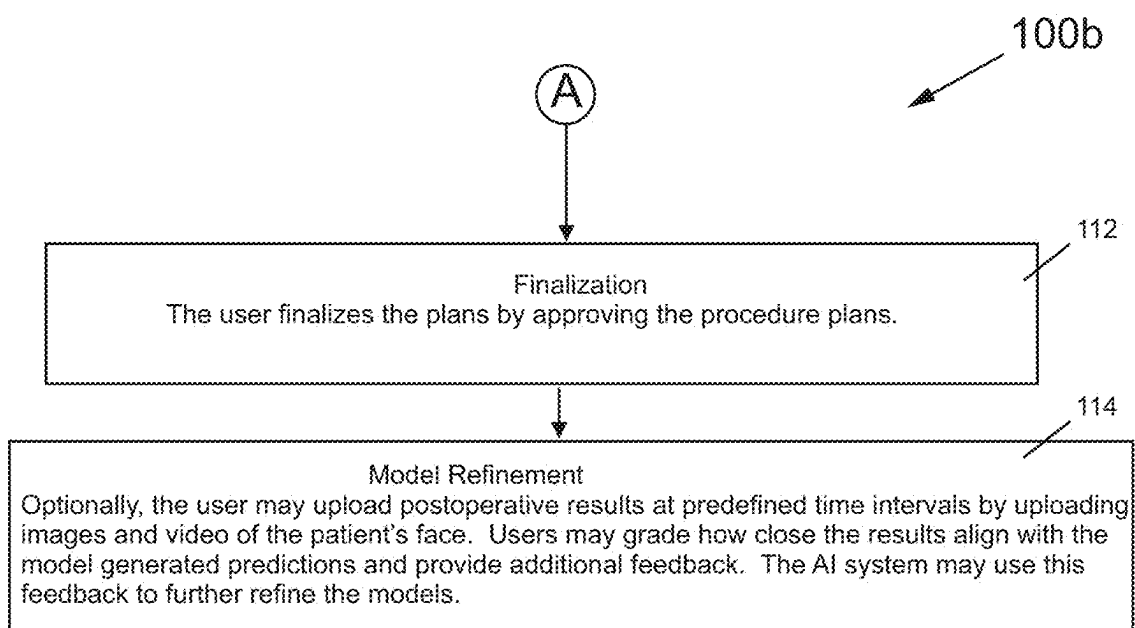 100b
A
112
Finalization
The user finalizes the plans by approving the procedure plans.
114
Model Refinement
Optionally, the user may upload postoperative results at predefined time intervals by uploading
images and video of the patient's face.  Users may grade how close the results align with the
model generated predictions and provide additional feedback.  The AI system may use this
feedback to further refine the models.